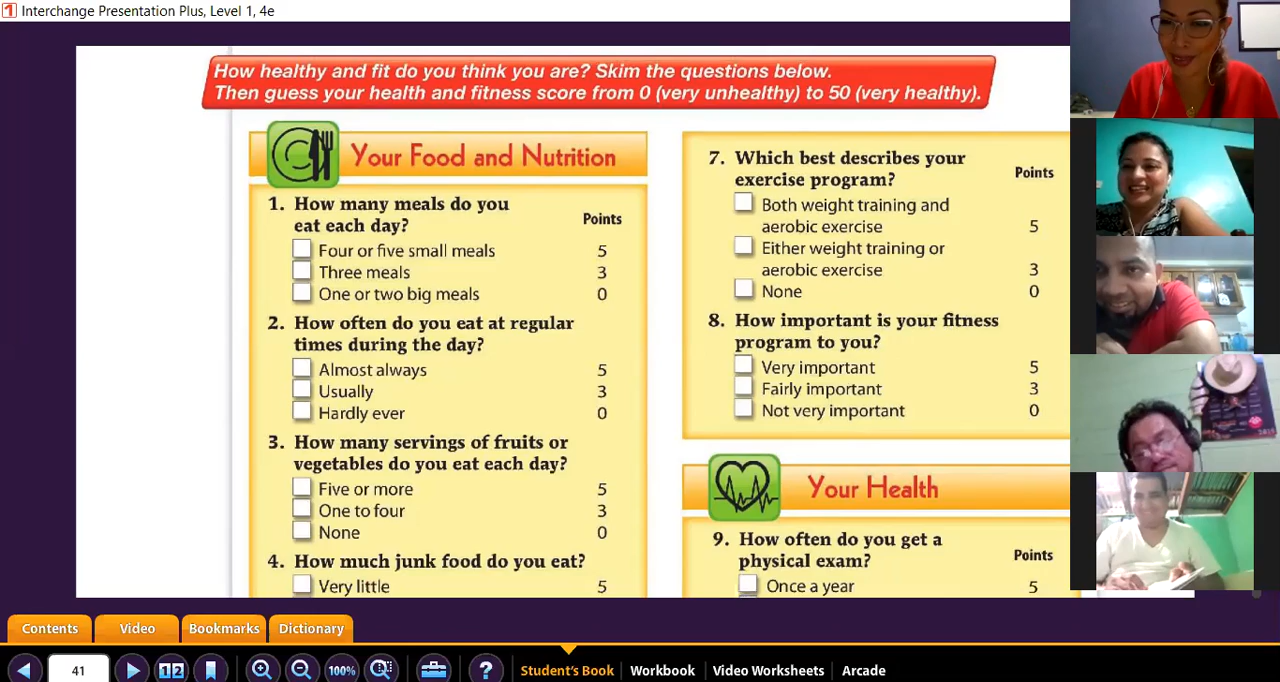 Interchange Presentation Plus, Level 1, 4e
How healthy and fit do you think you are? Skim the questions below.
Then guess your health and fitness score from 0 (very unhealthy) to 50 (very healthy).
Your Food and Nutrition
1. How many meals do you
eat each day?
Points
Four or five small meals 5
Three meals 3
One or two big meals 0
2. How often do you eat at regular
times during the day?
Almost always 5
Usually 3
Hardly ever 0
3. How many servings of fruits or
vegetables do you eat each day?
Five or more 5
One to four 3
None 0
4. How much junk food do you eat?
Very little 5
7. Which best describes your
exercise program?
Points
Both weight training and
aerobic exercise 5
Either weight training or
aerobic exercise 3
None 0
8. How important is your fitness
program to you?
Very important 5
Fairly important 3
Not very important 0
Your Health
9. How often do you get a
physical exam?
Points
Once a year 5
Contents Video Bookmarks Dictionary
41 1 2 100% ? Student's Book Workbook Video Worksheets Arcade